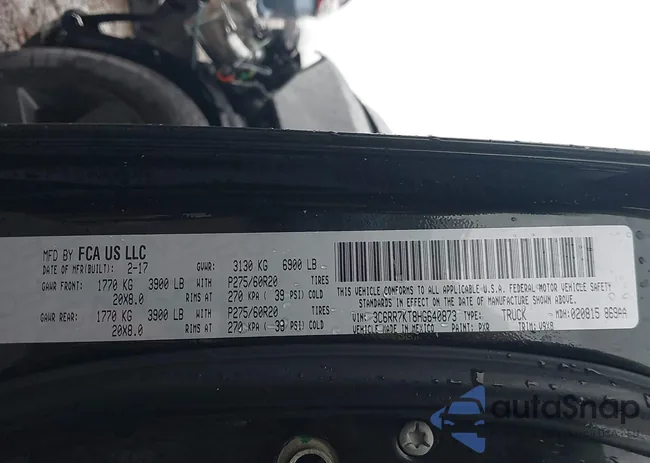 MFD BY FCA US LLC
DATE OF MFR(BUILT): 2-17 GVWR: 3130 KG 6900 LB
GAWR FRONT: 1770 KG 3900 LB WITH P275/60R20 TIRES
20X8.0 RIMS AT 270 KPA ( 39 PSI) COLD
GAWR REAR: 1770 KG 3900 LB WITH P275/60R20 TIRES
20X8.0 RIMS AT 270 KPA ( 39 PSI) COLD
THIS VEHICLE CONFORMS TO ALL APPLICABLE U.S.A. FEDERAL MOTOR VEHICLE SAFETY
STANDARDS IN EFFECT ON THE DATE OF MANUFACTURE SHOWN ABOVE.
VIN: 3C6RR7KT8HG640873 TYPE: TRUCK MDH: 020815 869AA
VEHICLE MADE IN MEXICO PAINT: PXR TRIM:
autoSnap